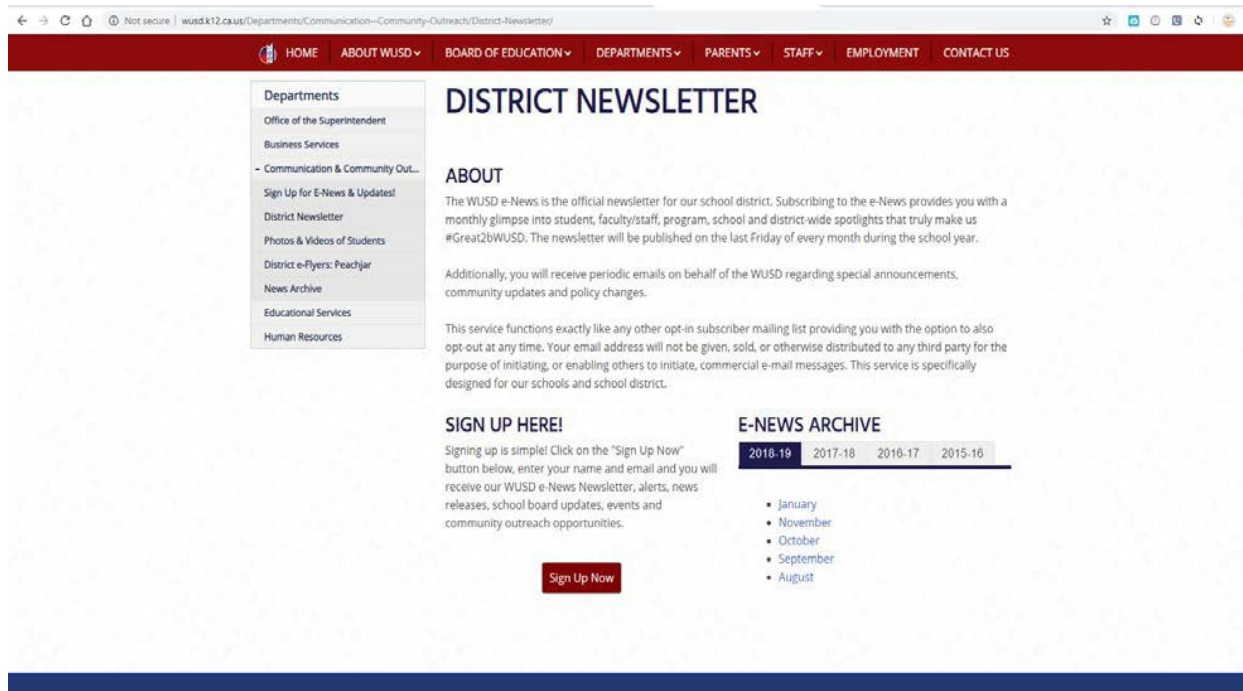 Not secure | wusd.k12.ca.us/Departments/Communication--Community-Outreach/District-Newsletter/
HOME ABOUT WUSD BOARD OF EDUCATION DEPARTMENTS PARENTS STAFF EMPLOYMENT CONTACT US
Departments
Office of the Superintendent
Business Services
- Communication & Community Out...
Sign Up for E-News & Updates!
District Newsletter
Photos & Videos of Students
District e-Flyers: Peachjar
News Archive
Educational Services
Human Resources
DISTRICT NEWSLETTER
ABOUT
The WUSD e-News is the official newsletter for our school district. Subscribing to the e-News provides you with a
monthly glimpse into student, faculty/staff, program, school and district-wide spotlights that truly make us
#Great2bWUSD. The newsletter will be published on the last Friday of every month during the school year.
Additionally, you will receive periodic emails on behalf of the WUSD regarding special announcements,
community updates and policy changes.
This service functions exactly like any other opt-in subscriber mailing list providing you with the option to also
opt-out at any time. Your email address will not be given, sold, or otherwise distributed to any third party for the
purpose of initiating, or enabling others to initiate, commercial e-mail messages. This service is specifically
designed for our schools and school district.
SIGN UP HERE!
Signing up is simple! Click on the "Sign Up Now"
button below, enter your name and email and you will
receive our WUSD e-News Newsletter, alerts, news
releases, school board updates, events and
community outreach opportunities.
Sign Up Now
E-NEWS ARCHIVE
2018-19 2017-18 2016-17 2015-16
• January
• November
• October
• September
• August